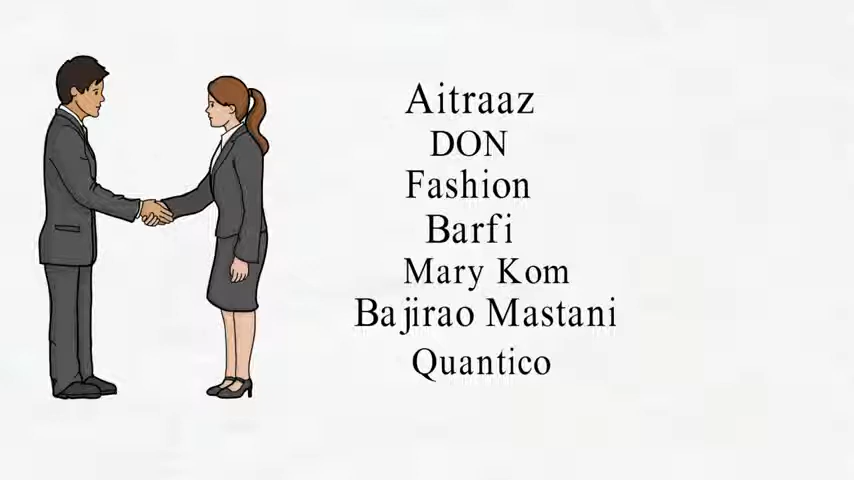 Aitraaz
DON
Fashion
Barfi
Mary Kom
Bajirao Mastani
Quantico